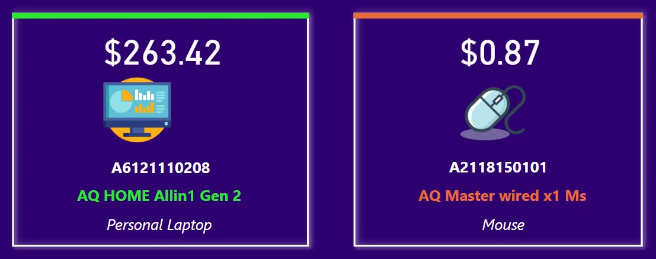 $263.42
A6121110208
AQ HOME Allin1 Gen 2
Personal Laptop
$0.87
A2118150101
AQ Master wired x1 Ms
Mouse